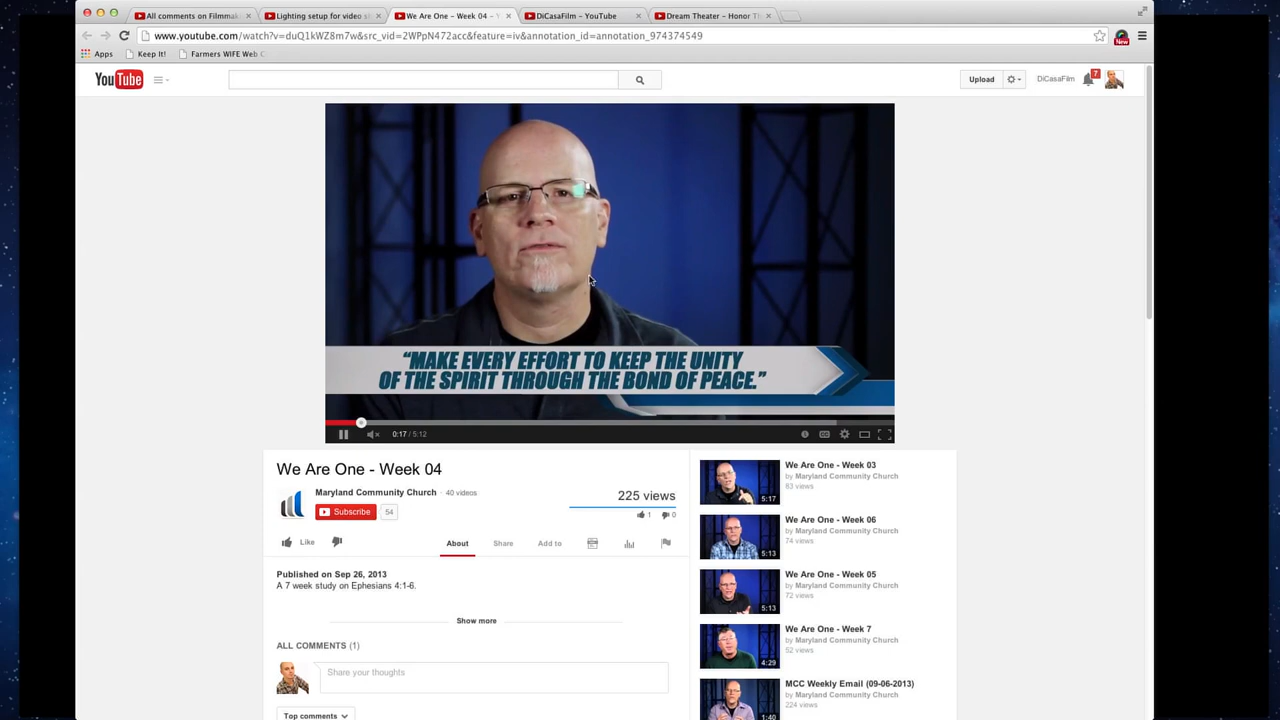 All comments on Filmmak
Lighting setup for video s
We Are One - Week 04 - Y
DiCasaFilm - YouTube
Dream Theater - Honor Th
www.youtube.com/watch?v=duQ1kWZ8m7w&src_vid=2WPpN472acc&feature=iv&annotation_id=annotation_974374549
New
Apps
Keep It!
Farmers WIFE Web C
YouTube
Upload
DiCasaFilm
7
“MAKE EVERY EFFORT TO KEEP THE UNITY
OF THE SPIRIT THROUGH THE BOND OF PEACE.”
0:17 / 5:12
We Are One - Week 04
Maryland Community Church · 40 videos
Subscribe 54
225 views
1 0
Like
About
Share
Add to
Published on Sep 26, 2013
A 7 week study on Ephesians 4:1-6.
Show more
ALL COMMENTS (1)
Share your thoughts
Top comments
We Are One - Week 03
by Maryland Community Church
83 views
5:17
We Are One - Week 06
by Maryland Community Church
74 views
5:13
We Are One - Week 05
by Maryland Community Church
72 views
5:13
We Are One - Week 7
by Maryland Community Church
52 views
4:29
MCC Weekly Email (09-06-2013)
by Maryland Community Church
224 views
1:40